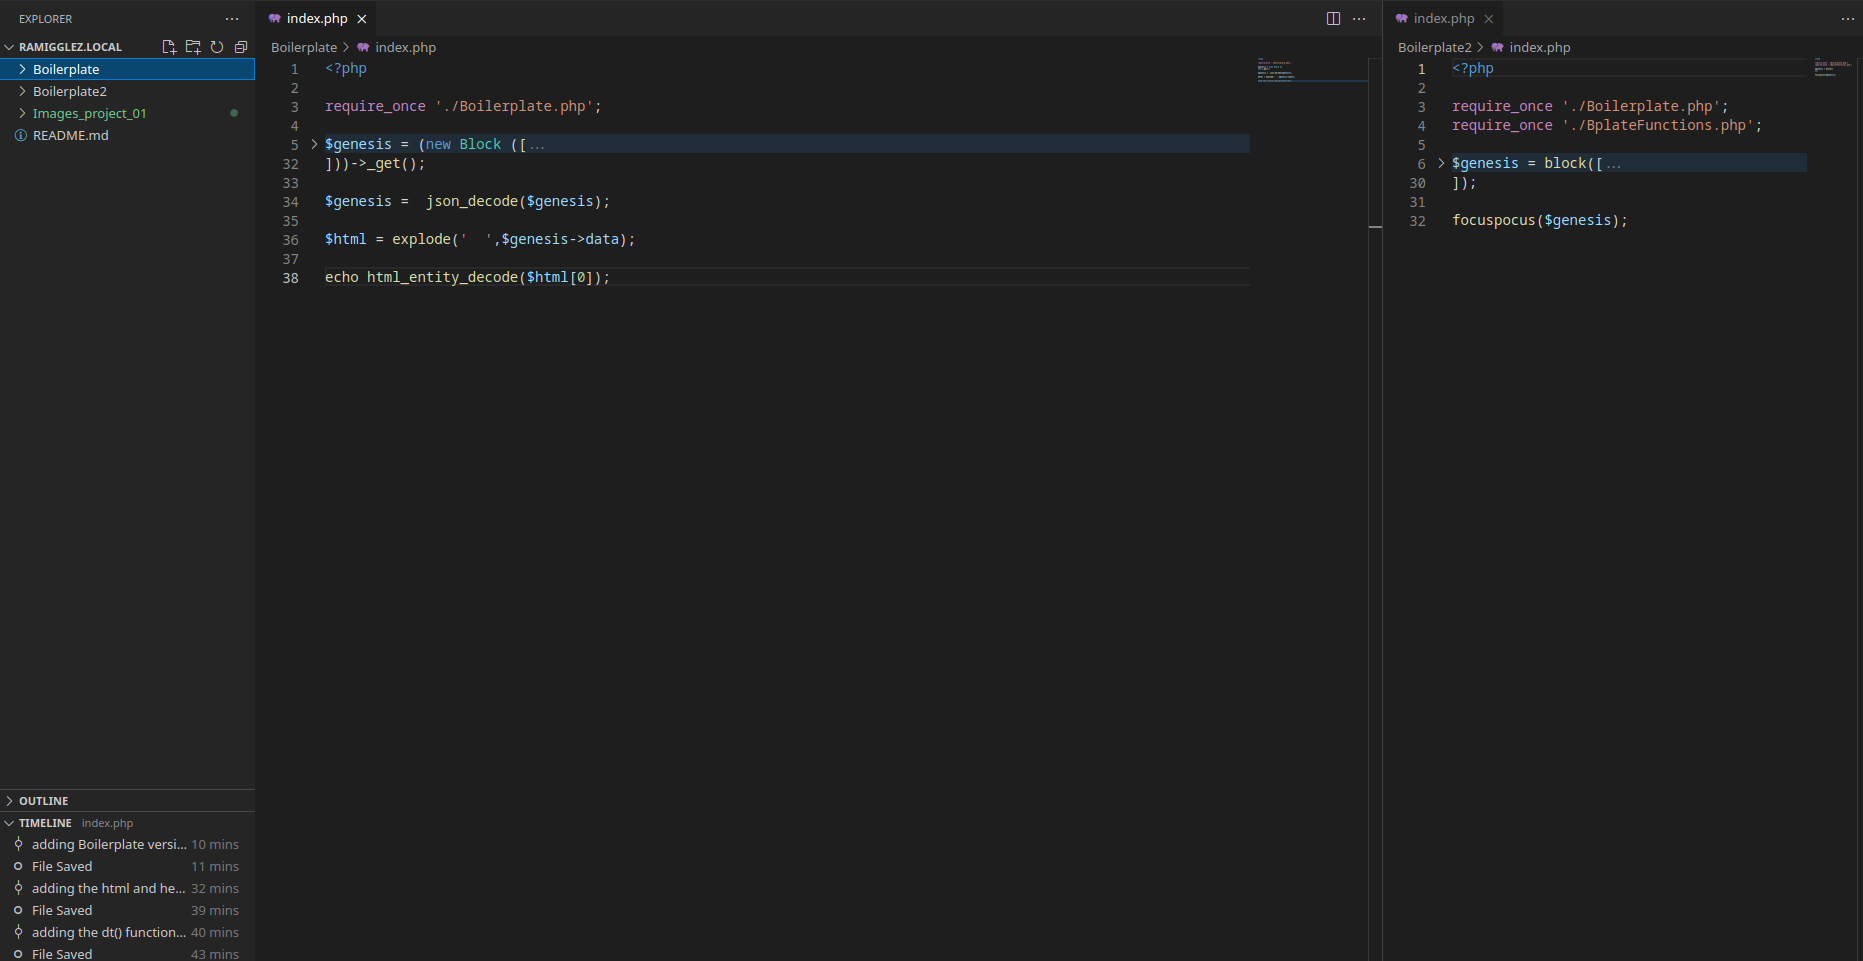 EXPLORER
RAMIGGLEZ.LOCAL
Boilerplate
Boilerplate2
Images_project_01
README.md
OUTLINE
TIMELINE index.php
adding Boilerplate versi... 10 mins
File Saved 11 mins
adding the html and he... 32 mins
File Saved 39 mins
adding the dt() function... 40 mins
File Saved 43 mins
index.php
Boilerplate > index.php
1 <?php
2
3 require_once './Boilerplate.php';
4
5 $genesis = (new Block ([...
32 ]))->_get();
33
34 $genesis =  json_decode($genesis);
35
36 $html = explode('  ',$genesis->data);
37
38 echo html_entity_decode($html[0]);
index.php
Boilerplate2 > index.php
1 <?php
2
3 require_once './Boilerplate.php';
4 require_once './BplateFunctions.php';
5
6 $genesis = block([...
30 ]);
31
32 focuspocus($genesis);